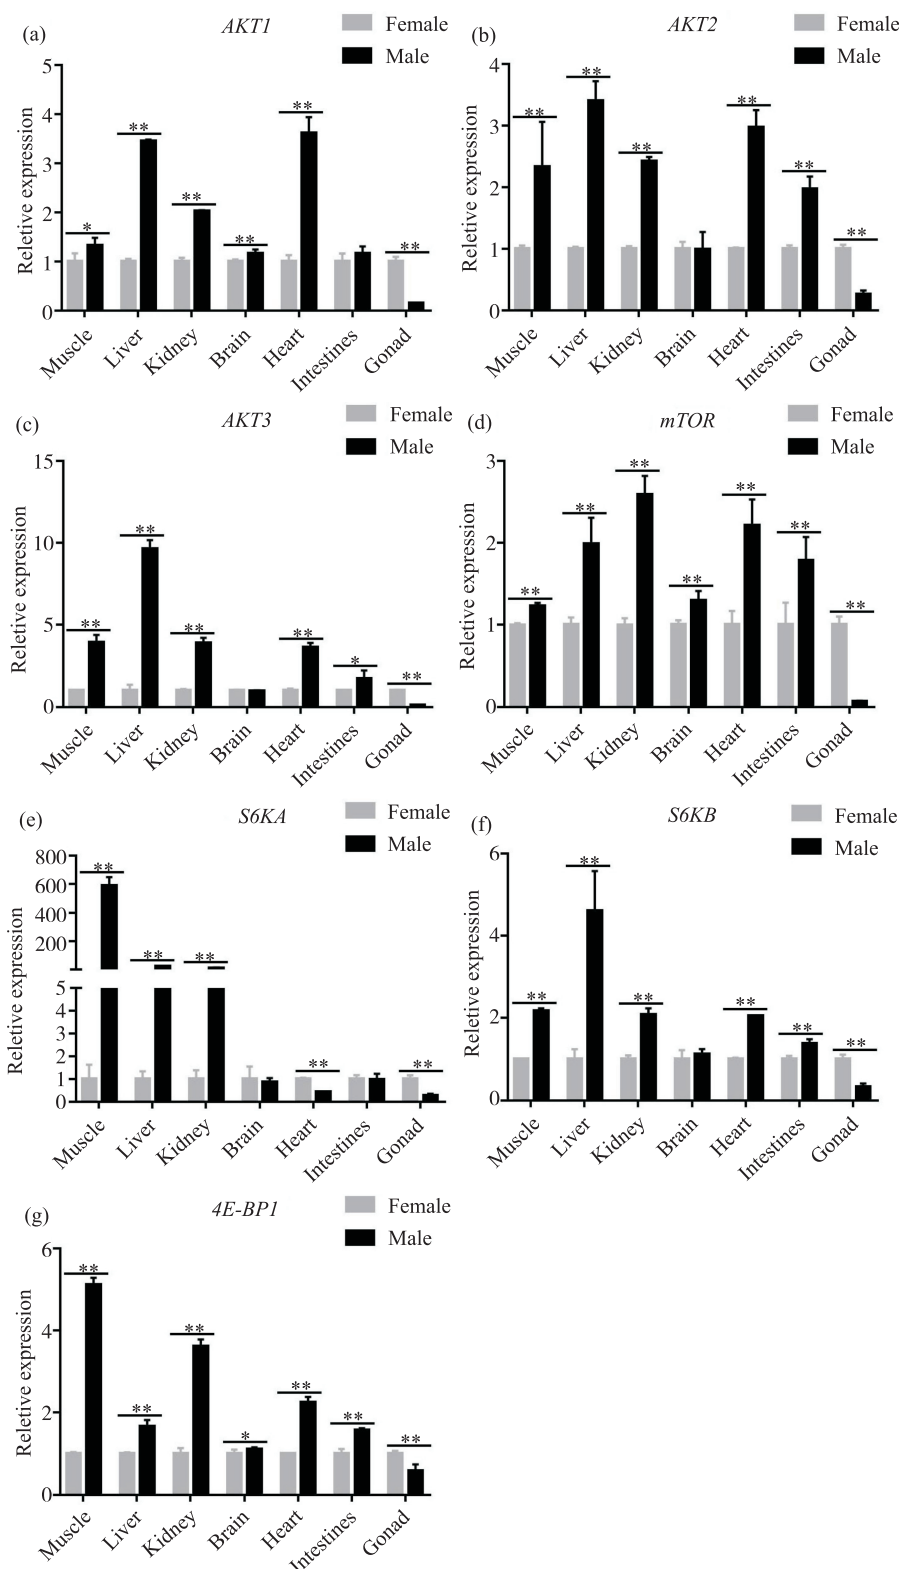 (a) AKT1 Female
Male
Reletive expression
5
4
3
2
1
0
* ** ** ** ** **
Muscle Liver Kidney Brain Heart Intestines Gonad
(b) AKT2 Female
Male
Reletive expression
4
3
2
1
0
** ** ** ** ** **
Muscle Liver Kidney Brain Heart Intestines Gonad
(c) AKT3 Female
Male
Reletive expression
15
10
5
0
** ** ** ** * **
Muscle Liver Kidney Brain Heart Intestines Gonad
(d) mTOR Female
Male
Reletive expression
3
2
1
0
** ** ** ** ** ** **
Muscle Liver Kidney Brain Heart Intestines Gonad
(e) S6KA Female
Male
Reletive expression
800
600
400
200
5
4
3
2
1
0
** ** ** ** **
Muscle Liver Kidney Brain Heart Intestines Gonad
(f) S6KB Female
Male
Reletive expression
6
4
2
0
** ** ** ** ** **
Muscle Liver Kidney Brain Heart Intestines Gonad
(g) 4E-BP1 Female
Male
Reletive expression
6
4
2
0
** ** ** * ** ** **
Muscle Liver Kidney Brain Heart Intestines Gonad